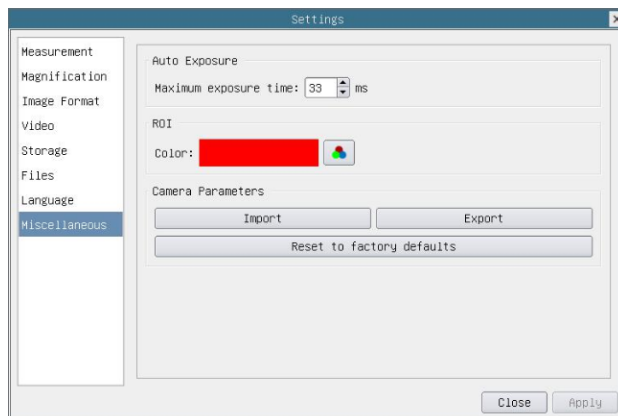 Settings
Measurement
Magnification
Image Format
Video
Storage
Files
Language
Miscellaneous
Auto Exposure
Maximum exposure time: 33 ms
ROI
Color:
Camera Parameters
Import Export
Reset to factory defaults
Close Apply